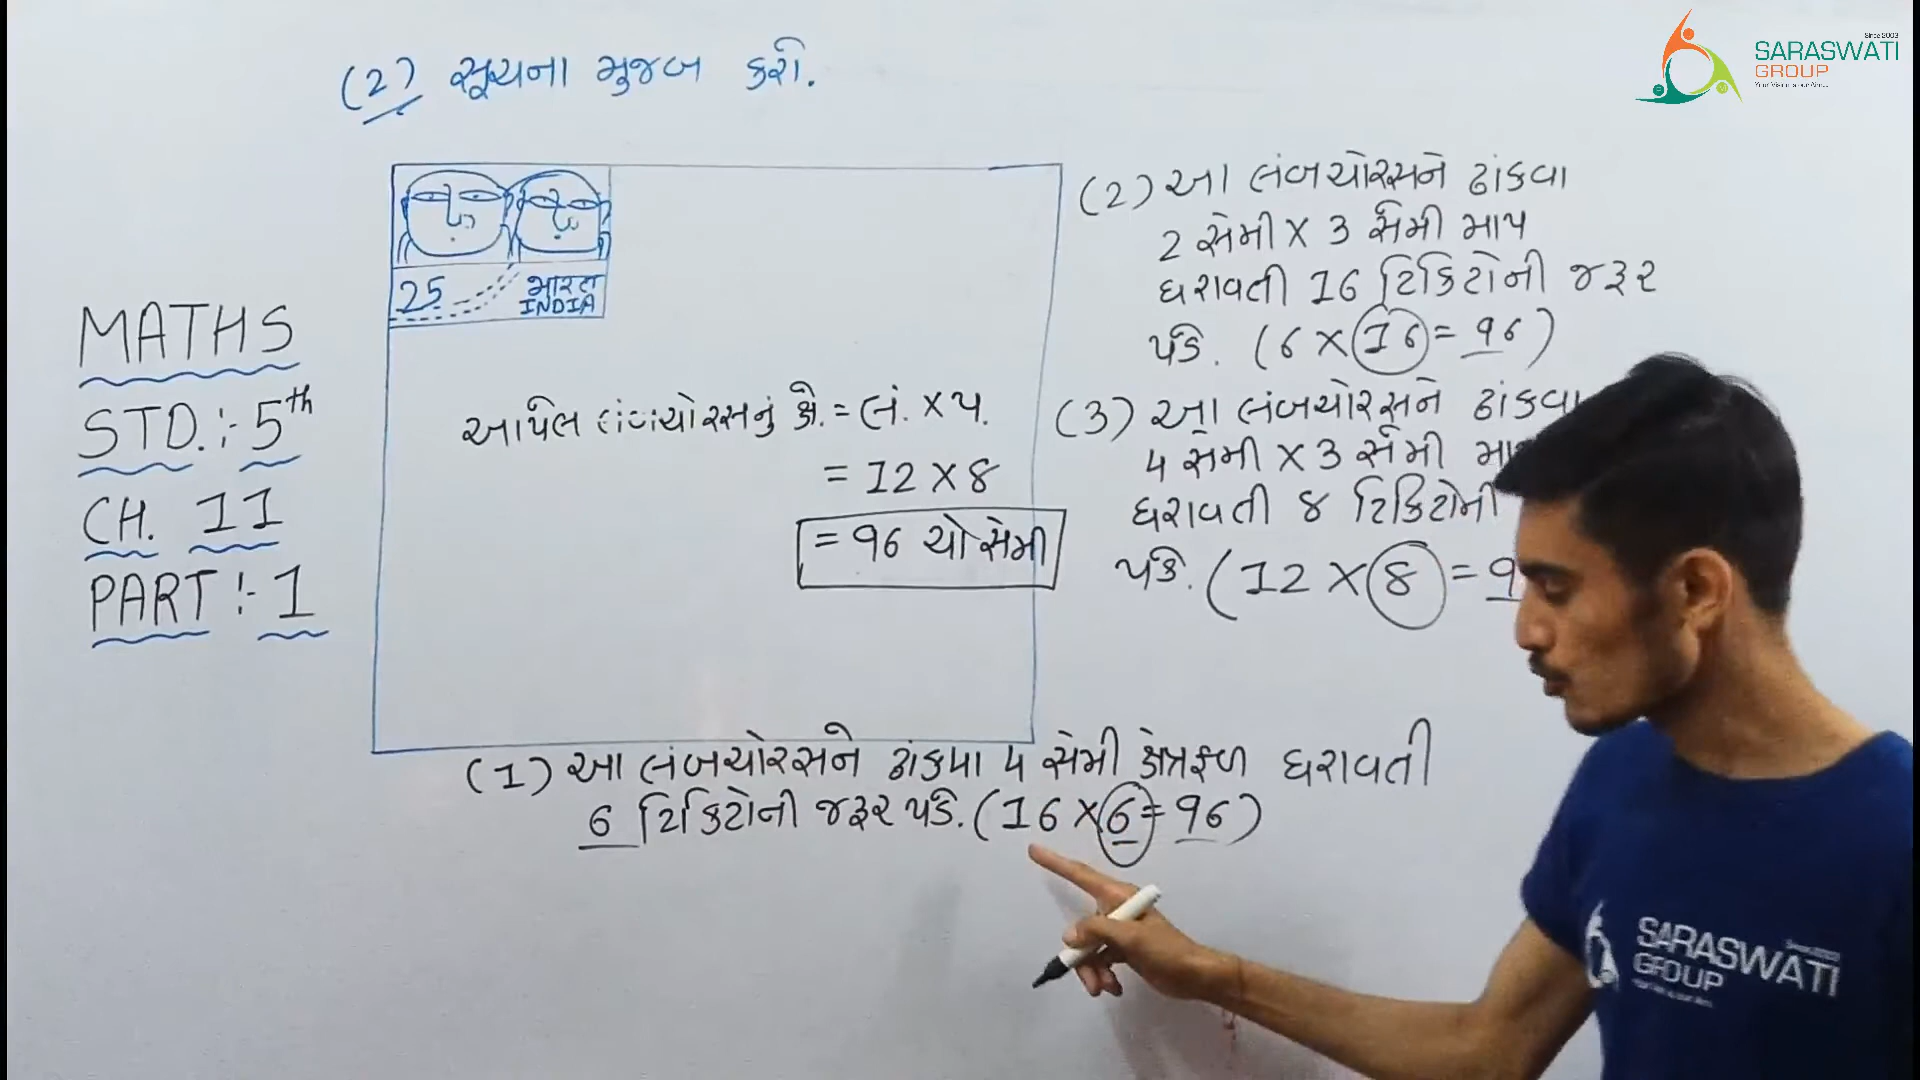 (2) સૂચના મુજબ કરો.
Since 2003
SARASWATI
GROUP
MATHS
STD. :- 5th
CH. 11
PART :- 1
25 भारत
INDIA
આપેલ લંબચોરસનું ક્ષે. = લં. × પ.
= 12 × 8
= 96 ચો સેમી
(2) આ લંબચોરસને ઢાંકવા
2 સેમી × 3 સેમી માપ
ધરાવતી 16 ટિકિટોની જરૂર
પડે. (6 × 16 = 96)
(3) આ લંબચોરસને ઢાંકવા
4 સેમી × 3 સેમી
ધરાવતી 8 ટિકિટોની
પડે. (12 × 8 = 9
(1) આ લંબચોરસને ઢાંકવા 4 સેમી ક્ષેત્રફળ ધરાવતી
6 ટિકિટોની જરૂર પડે. (16 × 6 = 96)
SARASWATI
GROUP